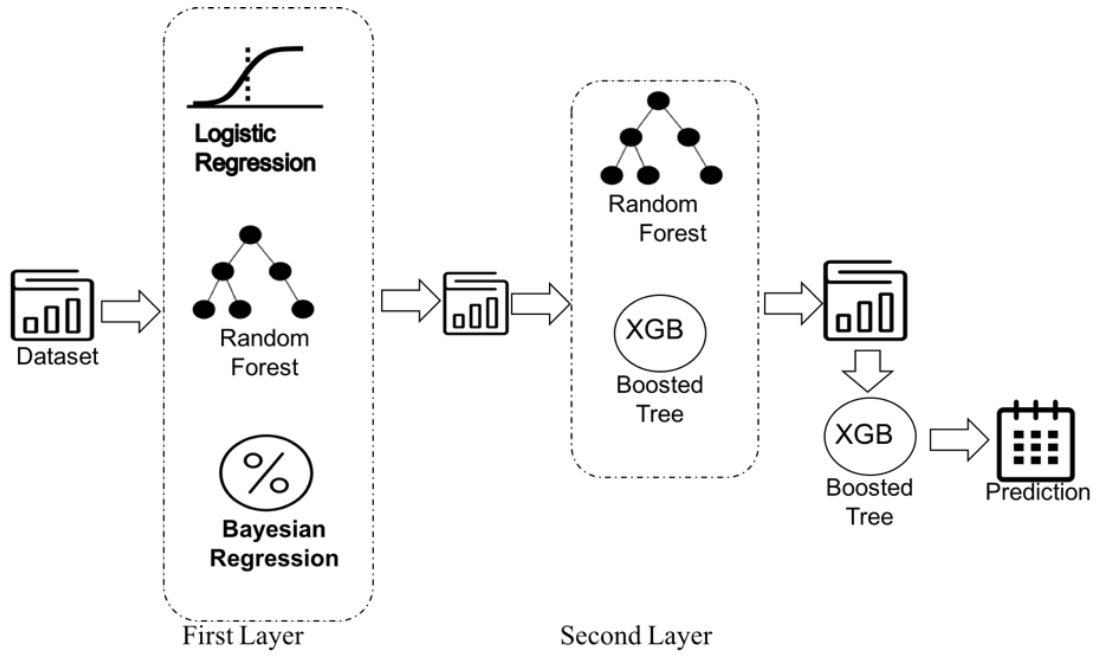 Logistic
Regression
Random
Forest
Dataset
Random
Forest
Bayesian
Regression
XGB
Boosted
Tree
XGB
Boosted
Tree
Prediction
First Layer
Second Layer